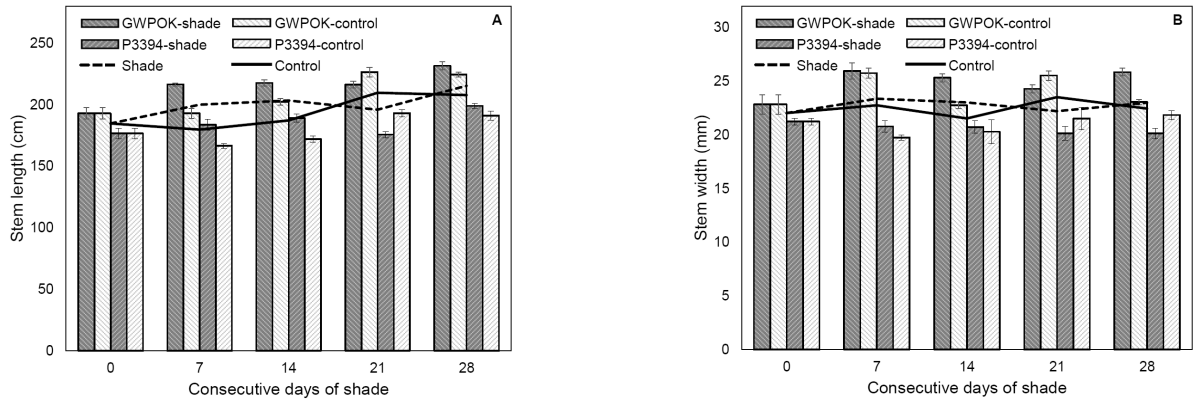 A
GWPOK-shade GWPOK-control
P3394-shade P3394-control
Shade Control
Stem length (cm)
250
200
150
100
50
0
0 7 14 21 28
Consecutive days of shade
B
GWPOK-shade GWPOK-control
P3394-shade P3394-control
Shade Control
Stem width (mm)
30
25
20
15
10
5
0
0 7 14 21 28
Consecutive days of shade